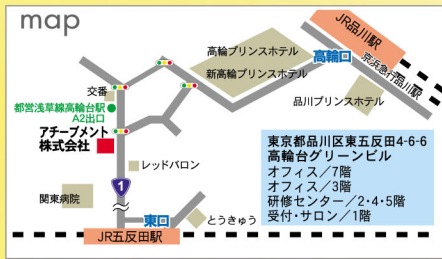 map
JR品川駅
京浜急行品川駅
高輪口
高輪プリンスホテル
新高輪プリンスホテル
品川プリンスホテル
交番
都営浅草線高輪台駅
A2出口
アチーブメント
株式会社
レッドバロン
1
関東病院
東口
とうきゅう
JR五反田駅
東京都品川区東五反田4-6-6
高輪台グリーンビル
オフィス／7階
オフィス／3階
研修センター／2・4・5階
受付・サロン／1階